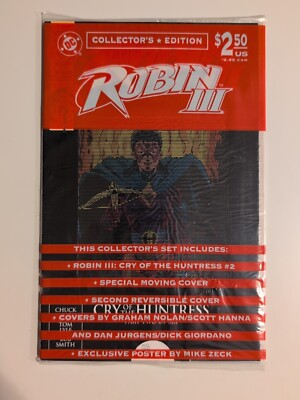 DC
COLLECTOR'S ★ EDITION
$2.50
US
ROBIN
III
THIS COLLECTOR'S SET INCLUDES:
• ROBIN III: CRY OF THE HUNTRESS #2
• SPECIAL MOVING COVER
• SECOND REVERSIBLE COVER
CHUCK
CRY OF THE HUNTRESS
• COVERS BY GRAHAM NOLAN/SCOTT HANNA
TOM
AND DAN JURGENS/DICK GIORDANO
SMITH
• EXCLUSIVE POSTER BY MIKE ZECK